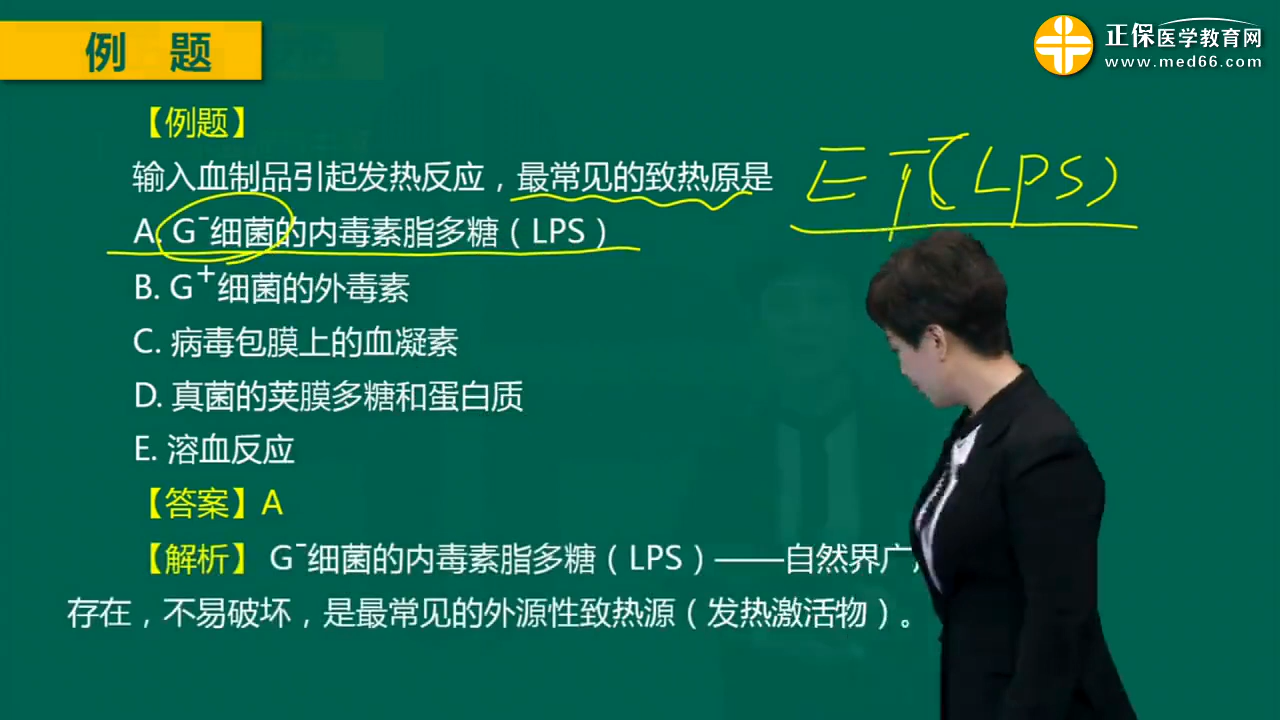 例 题
正保医学教育网
www.med66.com
【例题】
输入血制品引起发热反应，最常见的致热原是
ET(LPS)
A. G⁻细菌的内毒素脂多糖（LPS）
B. G⁺细菌的外毒素
C. 病毒包膜上的血凝素
D. 真菌的荚膜多糖和蛋白质
E. 溶血反应
【答案】A
【解析】 G⁻细菌的内毒素脂多糖（LPS）——自然界广
存在，不易破坏，是最常见的外源性致热源（发热激活物）。